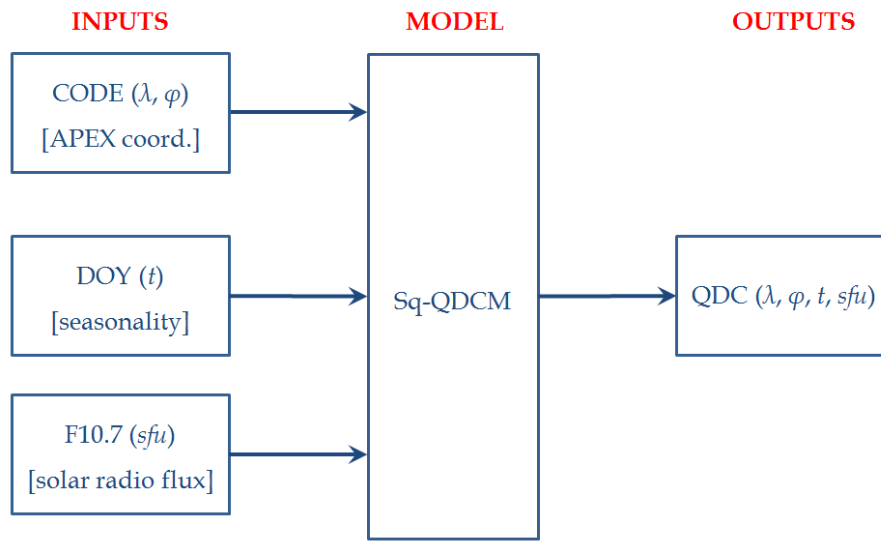 INPUTS
MODEL
OUTPUTS
CODE (λ, φ)
[APEX coord.]
DOY (t)
[seasonality]
F10.7 (sfu)
[solar radio flux]
Sq-QDCM
QDC (λ, φ, t, sfu)